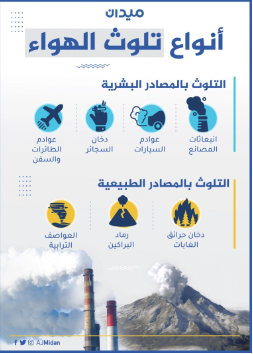 ميدان
أنواع تلوث الهواء
التلوث بالمصادر البشرية
انبعاثات
المصانع
عوادم
السيارات
دخان
السجائر
عوادم
الطائرات
والسفن
التلوث بالمصادر الطبيعية
دخان حرائق
الغابات
رماد
البراكين
العواصف
الترابية
AJMidan